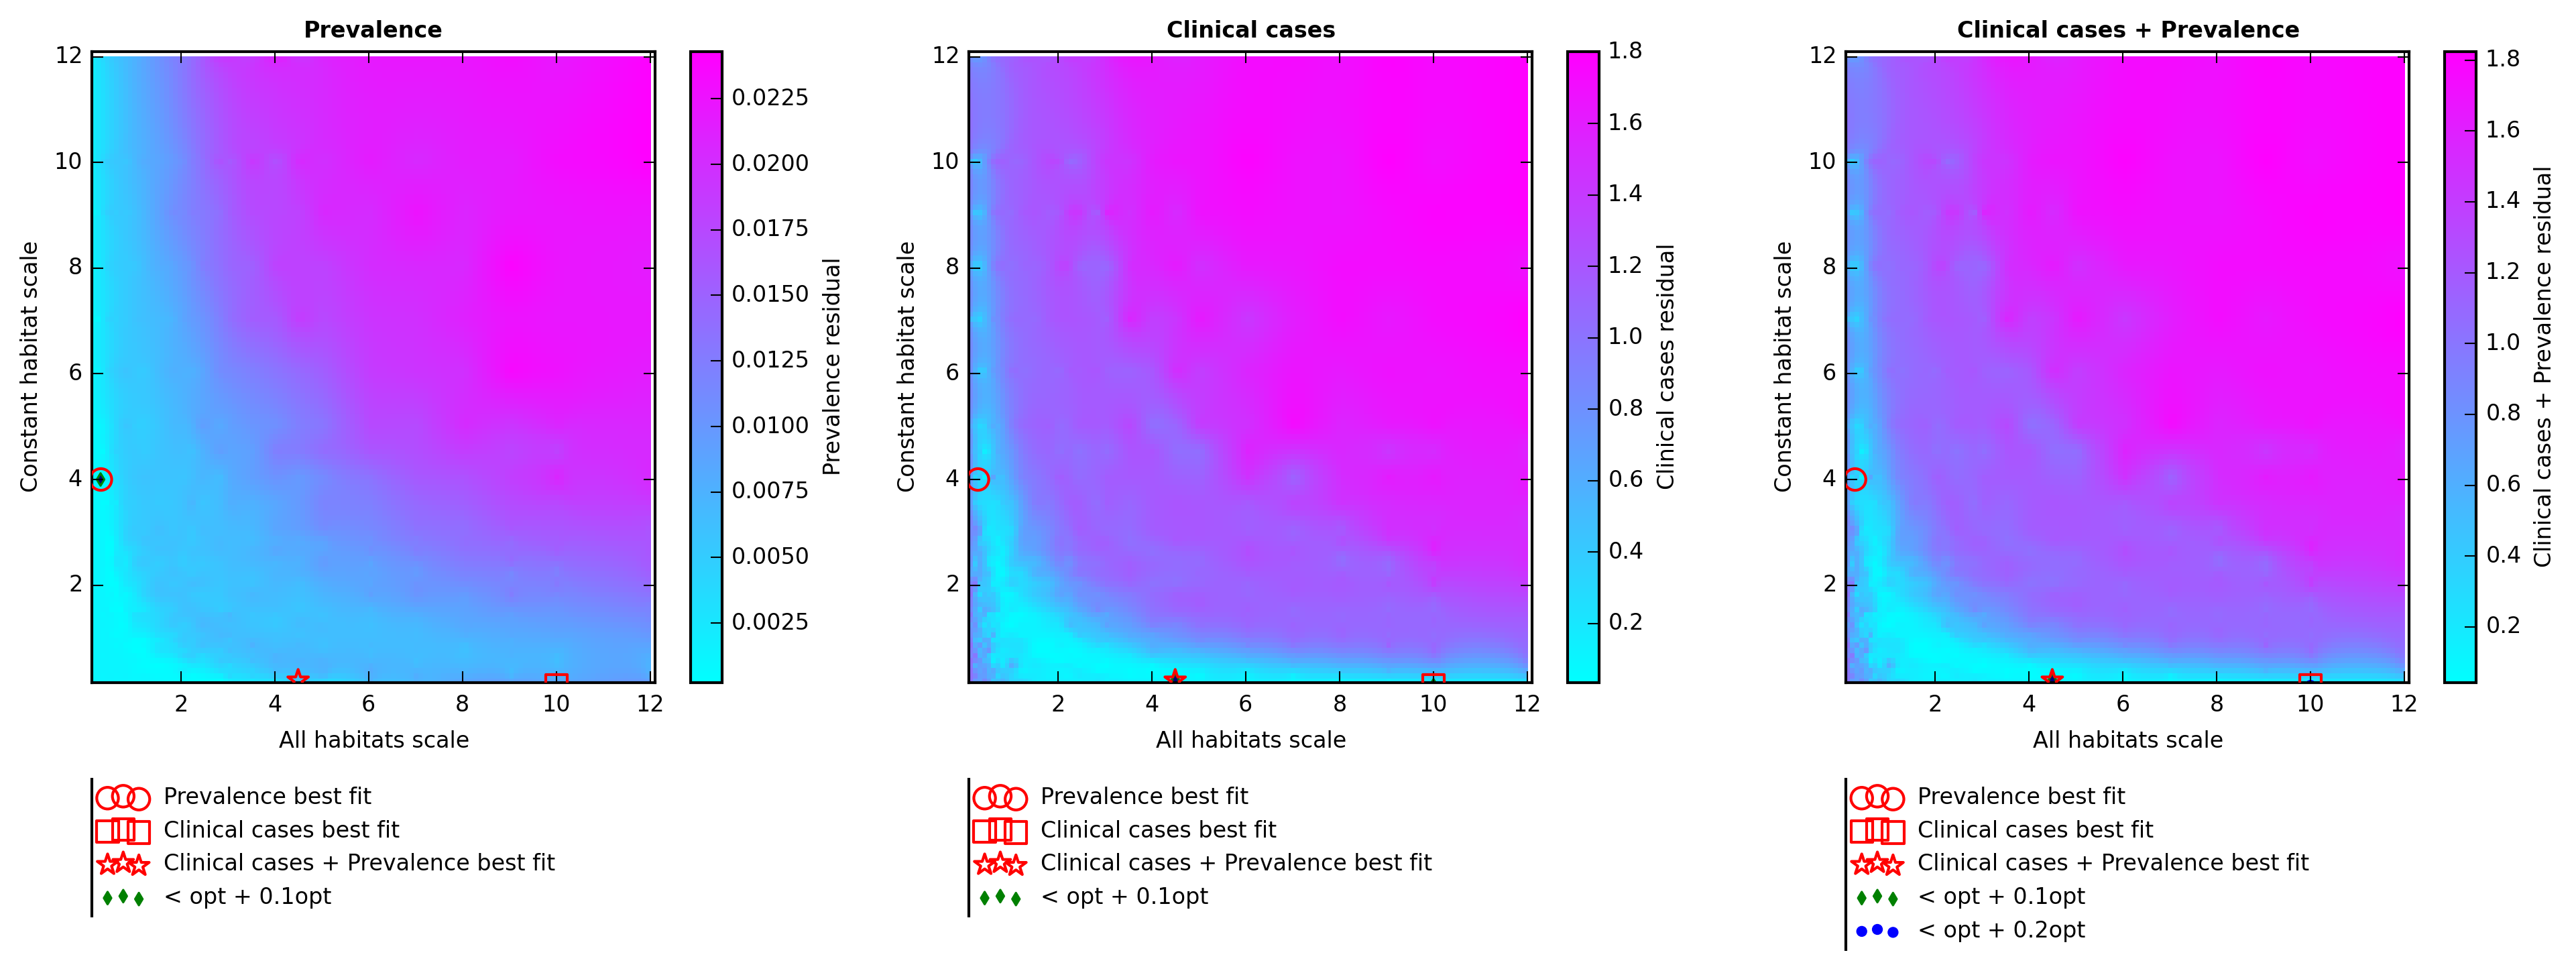 Prevalence
12
10
8
6
4
2
Constant habitat scale
2 4 6 8 10 12
All habitats scale
0.0225
0.0200
0.0175
0.0150
0.0125
0.0100
0.0075
0.0050
0.0025
Prevalence residual
Prevalence best fit
Clinical cases best fit
Clinical cases + Prevalence best fit
< opt + 0.1opt
Clinical cases
12
10
8
6
4
2
Constant habitat scale
2 4 6 8 10 12
All habitats scale
1.8
1.6
1.4
1.2
1.0
0.8
0.6
0.4
0.2
Clinical cases residual
Prevalence best fit
Clinical cases best fit
Clinical cases + Prevalence best fit
< opt + 0.1opt
Clinical cases + Prevalence
12
10
8
6
4
2
Constant habitat scale
2 4 6 8 10 12
All habitats scale
1.8
1.6
1.4
1.2
1.0
0.8
0.6
0.4
0.2
Clinical cases + Prevalence residual
Prevalence best fit
Clinical cases best fit
Clinical cases + Prevalence best fit
< opt + 0.1opt
< opt + 0.2opt